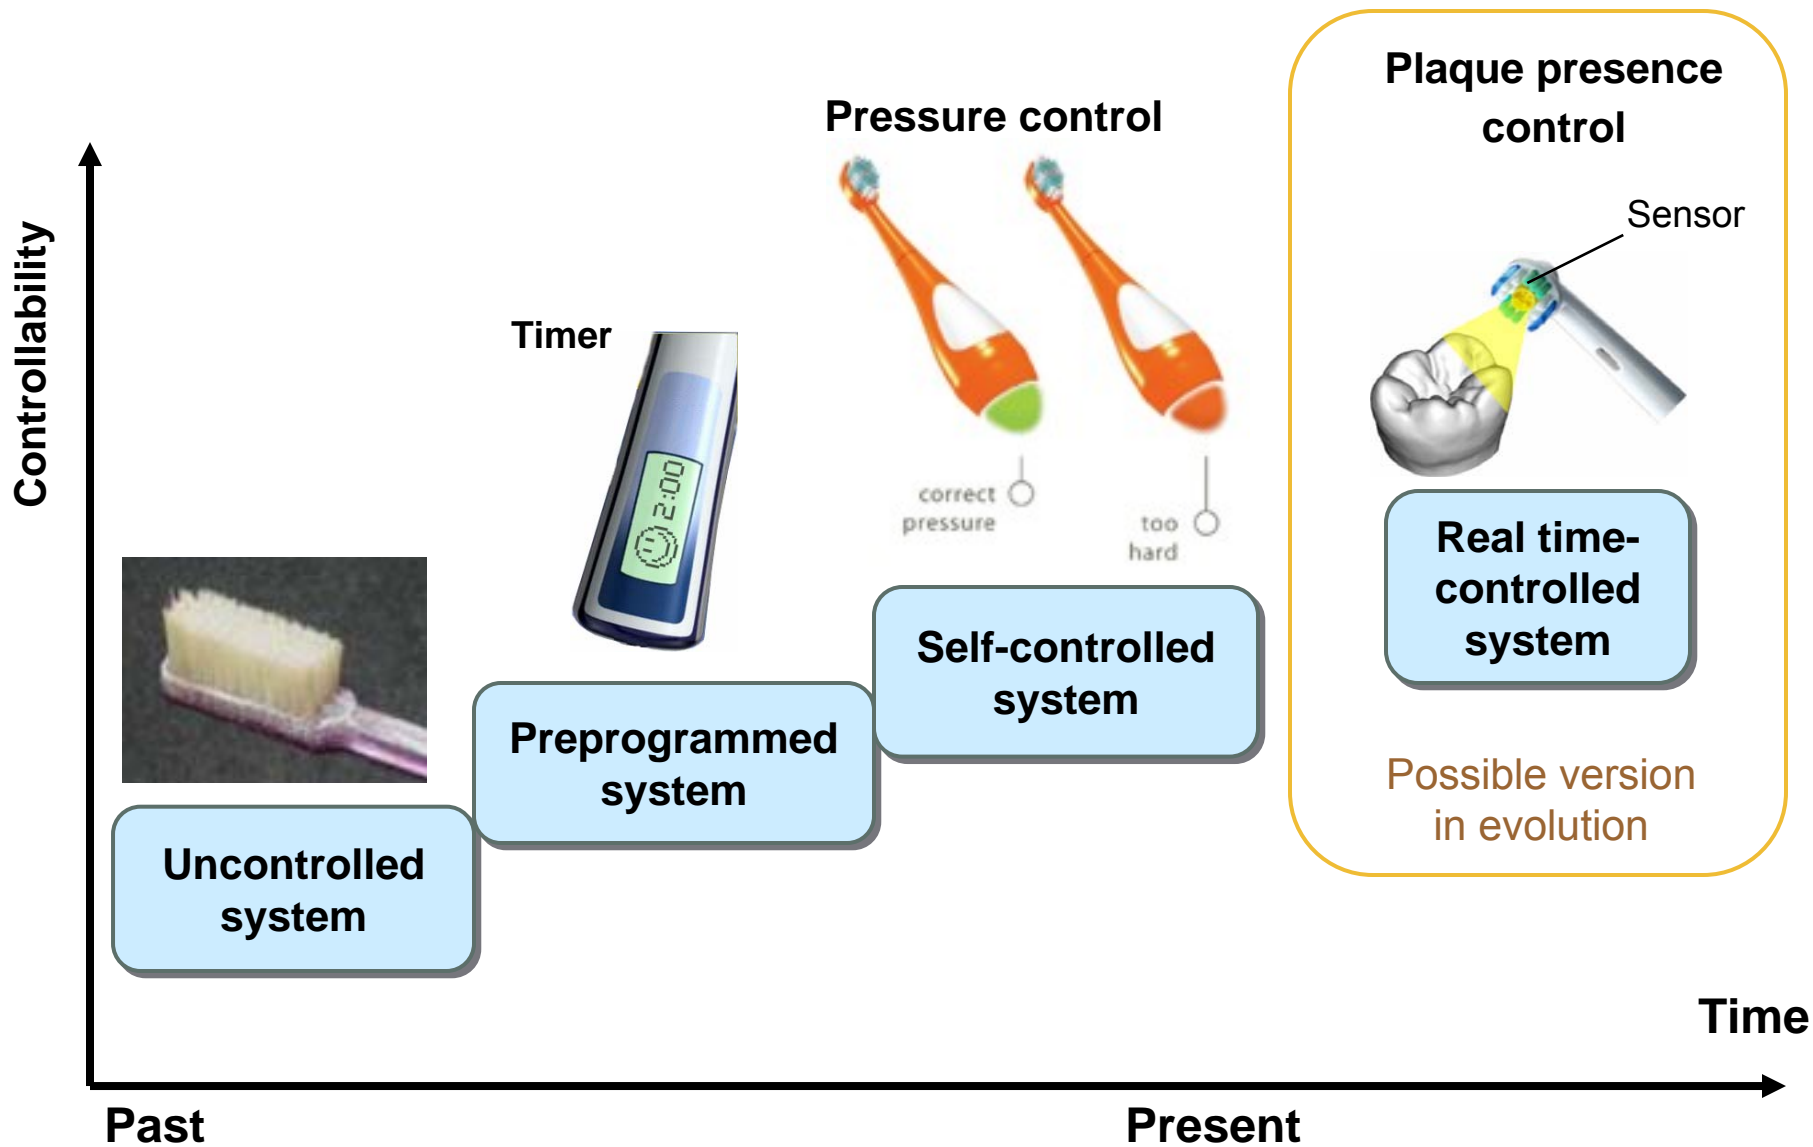 Plaque presence
control
Pressure control
Sensor
Controllability
Timer
2:00
correct
pressure
too
hard
Real time-
controlled
system
Self-controlled
system
Preprogrammed
system
Possible version
in evolution
Uncontrolled
system
Time
Past
Present